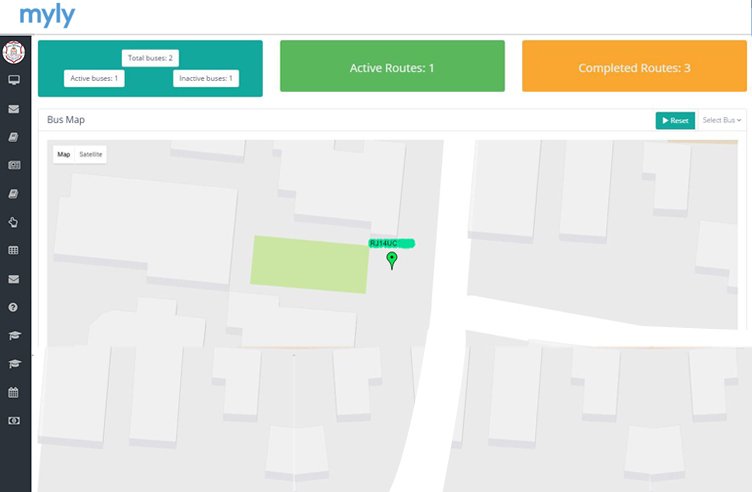 myly
Total buses: 2
Active buses: 1
Inactive buses: 1
Active Routes: 1
Completed Routes: 3
Bus Map
Reset
Select Bus
Map
Satellite
RJ14UC